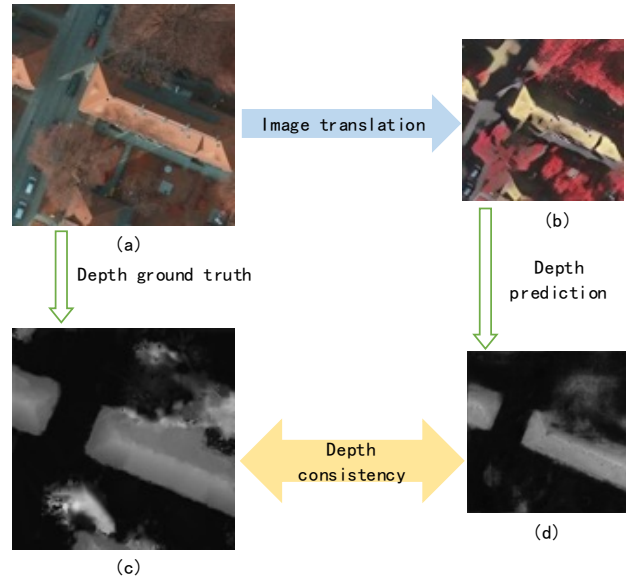 Image translation
(a)
(b)
Depth ground truth
Depth
prediction
Depth
consistency
(c)
(d)